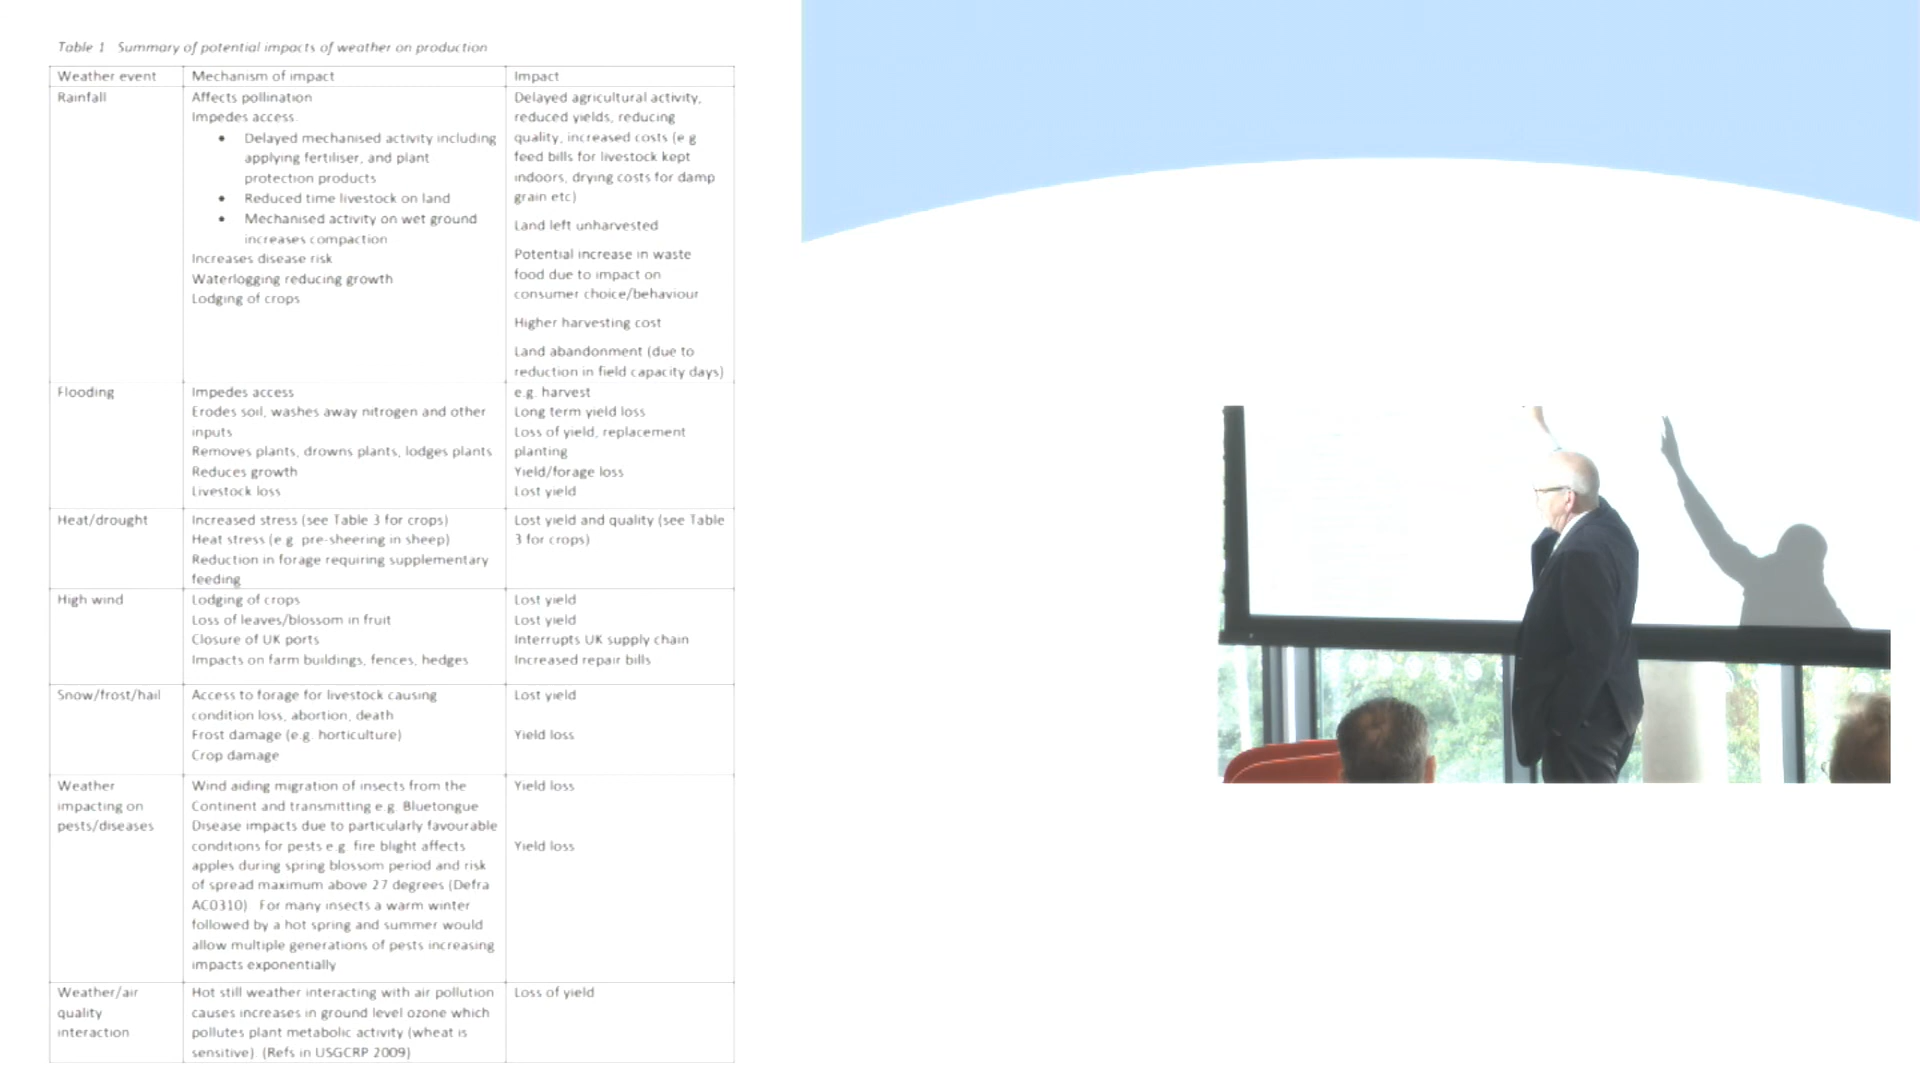 Table 1 Summary of potential impacts of weather on production
Weather event
Mechanism of impact
Impact
Rainfall
Affects pollination
Impedes access.
• Delayed mechanised activity including
applying fertiliser, and plant
protection products
• Reduced time livestock on land
• Mechanised activity on wet ground
increases compaction
Increases disease risk
Waterlogging reducing growth
Lodging of crops
Delayed agricultural activity,
reduced yields, reducing
quality, increased costs (e.g
feed bills for livestock kept
indoors, drying costs for damp
grain etc)
Land left unharvested
Potential increase in waste
food due to impact on
consumer choice/behaviour
Higher harvesting cost
Land abandonment (due to
reduction in field capacity days)
Flooding
Impedes access
Erodes soil, washes away nitrogen and other
inputs
Removes plants, drowns plants, lodges plants
Reduces growth
Livestock loss
e.g. harvest
Long term yield loss
Loss of yield, replacement
planting
Yield/forage loss
Lost yield
Heat/drought
Increased stress (see Table 3 for crops)
Heat stress (e.g. pre-sheering in sheep)
Reduction in forage requiring supplementary
feeding
Lost yield and quality (see Table
3 for crops)
High wind
Lodging of crops
Loss of leaves/blossom in fruit
Closure of UK ports
Impacts on farm buildings, fences, hedges
Lost yield
Lost yield
Interrupts UK supply chain
Increased repair bills
Snow/frost/hail
Access to forage for livestock causing
condition loss, abortion, death
Frost damage (e.g. horticulture)
Crop damage
Lost yield
Yield loss
Weather
impacting on
pests/diseases
Wind aiding migration of insects from the
Continent and transmitting e.g. Bluetongue
Disease impacts due to particularly favourable
conditions for pests e.g. fire blight affects
apples during spring blossom period and risk
of spread maximum above 27 degrees (Defra
AC0310). For many insects a warm winter
followed by a hot spring and summer would
allow multiple generations of pests increasing
impacts exponentially
Yield loss
Yield loss
Weather/air
quality
interaction
Hot still weather interacting with air pollution
causes increases in ground level ozone which
pollutes plant metabolic activity (wheat is
sensitive). (Refs in USGCRP 2009)
Loss of yield